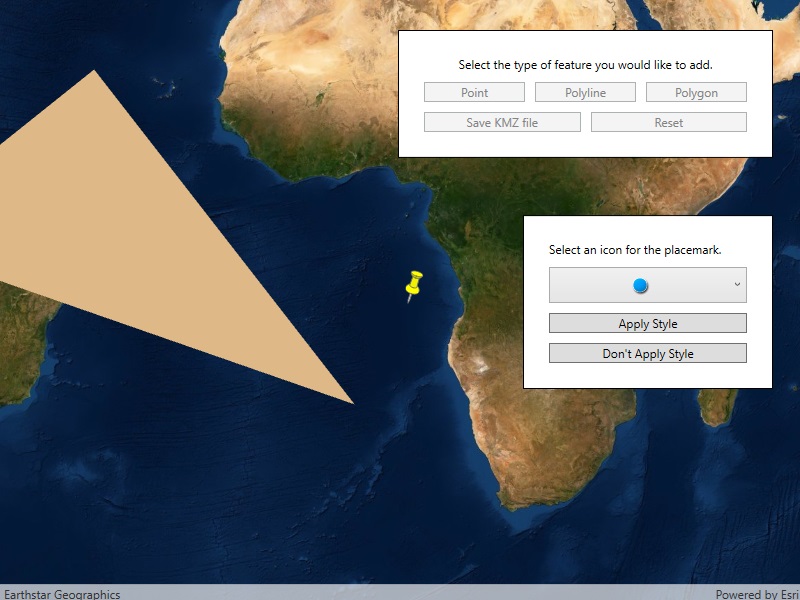 Select the type of feature you would like to add.
Point Polyline Polygon
Save KMZ file Reset
Select an icon for the placemark.
Apply Style
Don't Apply Style
Earthstar Geographics Powered by Esri